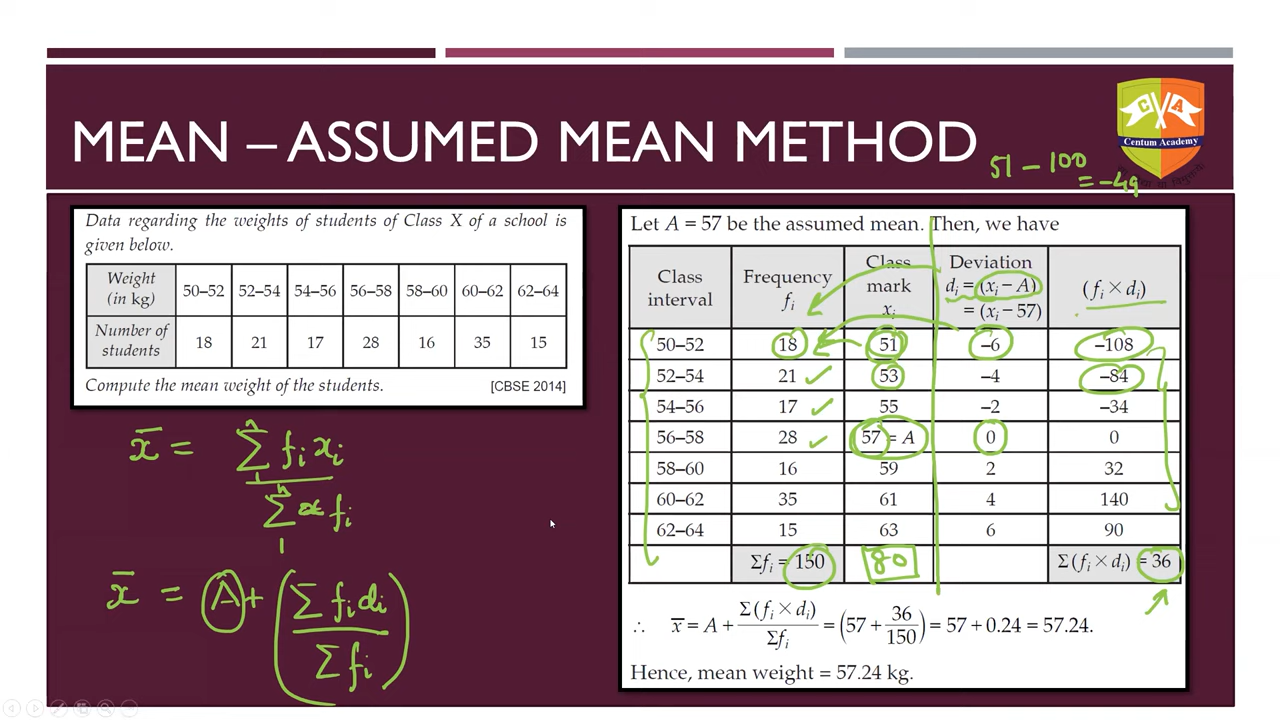 MEAN – ASSUMED MEAN METHOD
C A
Centum Academy
51 – 100
= –49
Data regarding the weights of students of Class X of a school is
given below.
Weight (in kg) 50–52 52–54 54–56 56–58 58–60 60–62 62–64
Number of students 18 21 17 28 16 35 15
Compute the mean weight of the students. [CBSE 2014]
x̄ = Σ fᵢxᵢ
n
1
n
Σ fᵢ
1
x̄ = A + (Σ fᵢdᵢ / Σ fᵢ)
Let A = 57 be the assumed mean. Then, we have
Class interval Frequency fᵢ Class mark xᵢ Deviation dᵢ = (xᵢ – A) = (xᵢ – 57) (fᵢ × dᵢ)
50–52 18 51 –6 –108
52–54 21 53 –4 –84
54–56 17 55 –2 –34
56–58 28 57 = A 0 0
58–60 16 59 2 32
60–62 35 61 4 140
62–64 15 63 6 90
Σfᵢ = 150 80 Σ(fᵢ × dᵢ) = 36
∴ x̄ = A + Σ(fᵢ × dᵢ)/Σfᵢ = (57 + 36/150) = 57 + 0.24 = 57.24.
Hence, mean weight = 57.24 kg.